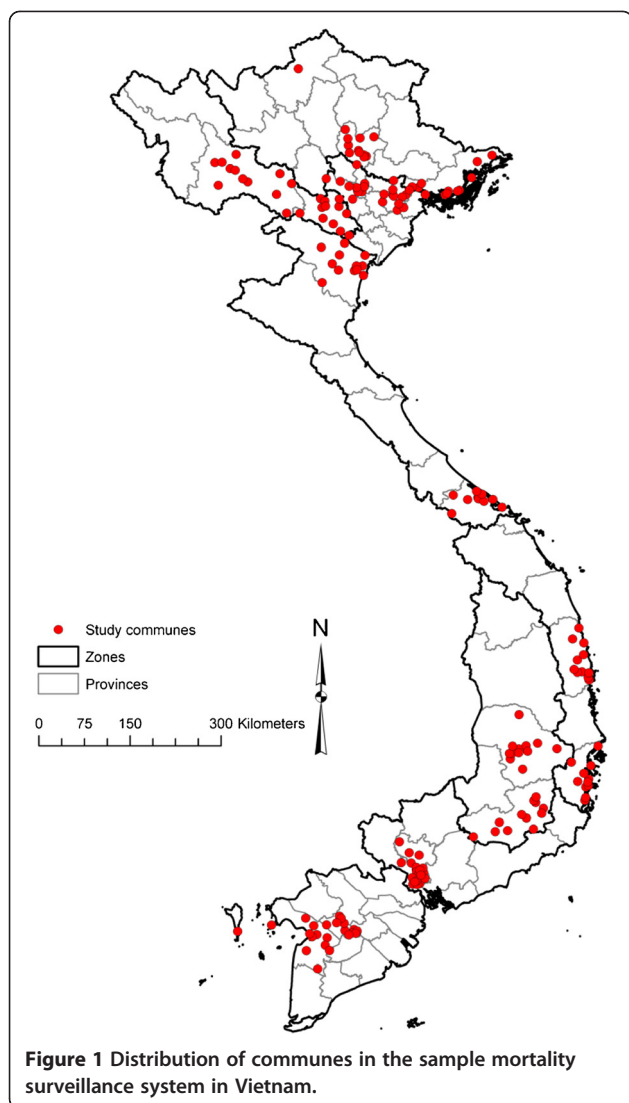 N
Study communes
Zones
Provinces
0 75 150 300 Kilometers
Figure 1 Distribution of communes in the sample mortality
surveillance system in Vietnam.